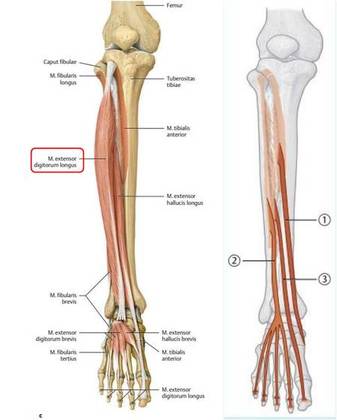 Femur
Caput fibulae
M. fibularis
longus
Tuberositas
tibiae
M. tibialis
anterior
M. extensor
digitorum longus
M. extensor
hallucis longus
①
②
③
M. fibularis
brevis
M. extensor
digitorum brevis
M. extensor
hallucis brevis
M. fibularis
tertius
M. tibialis
anterior
M. extensor
digitorum longus